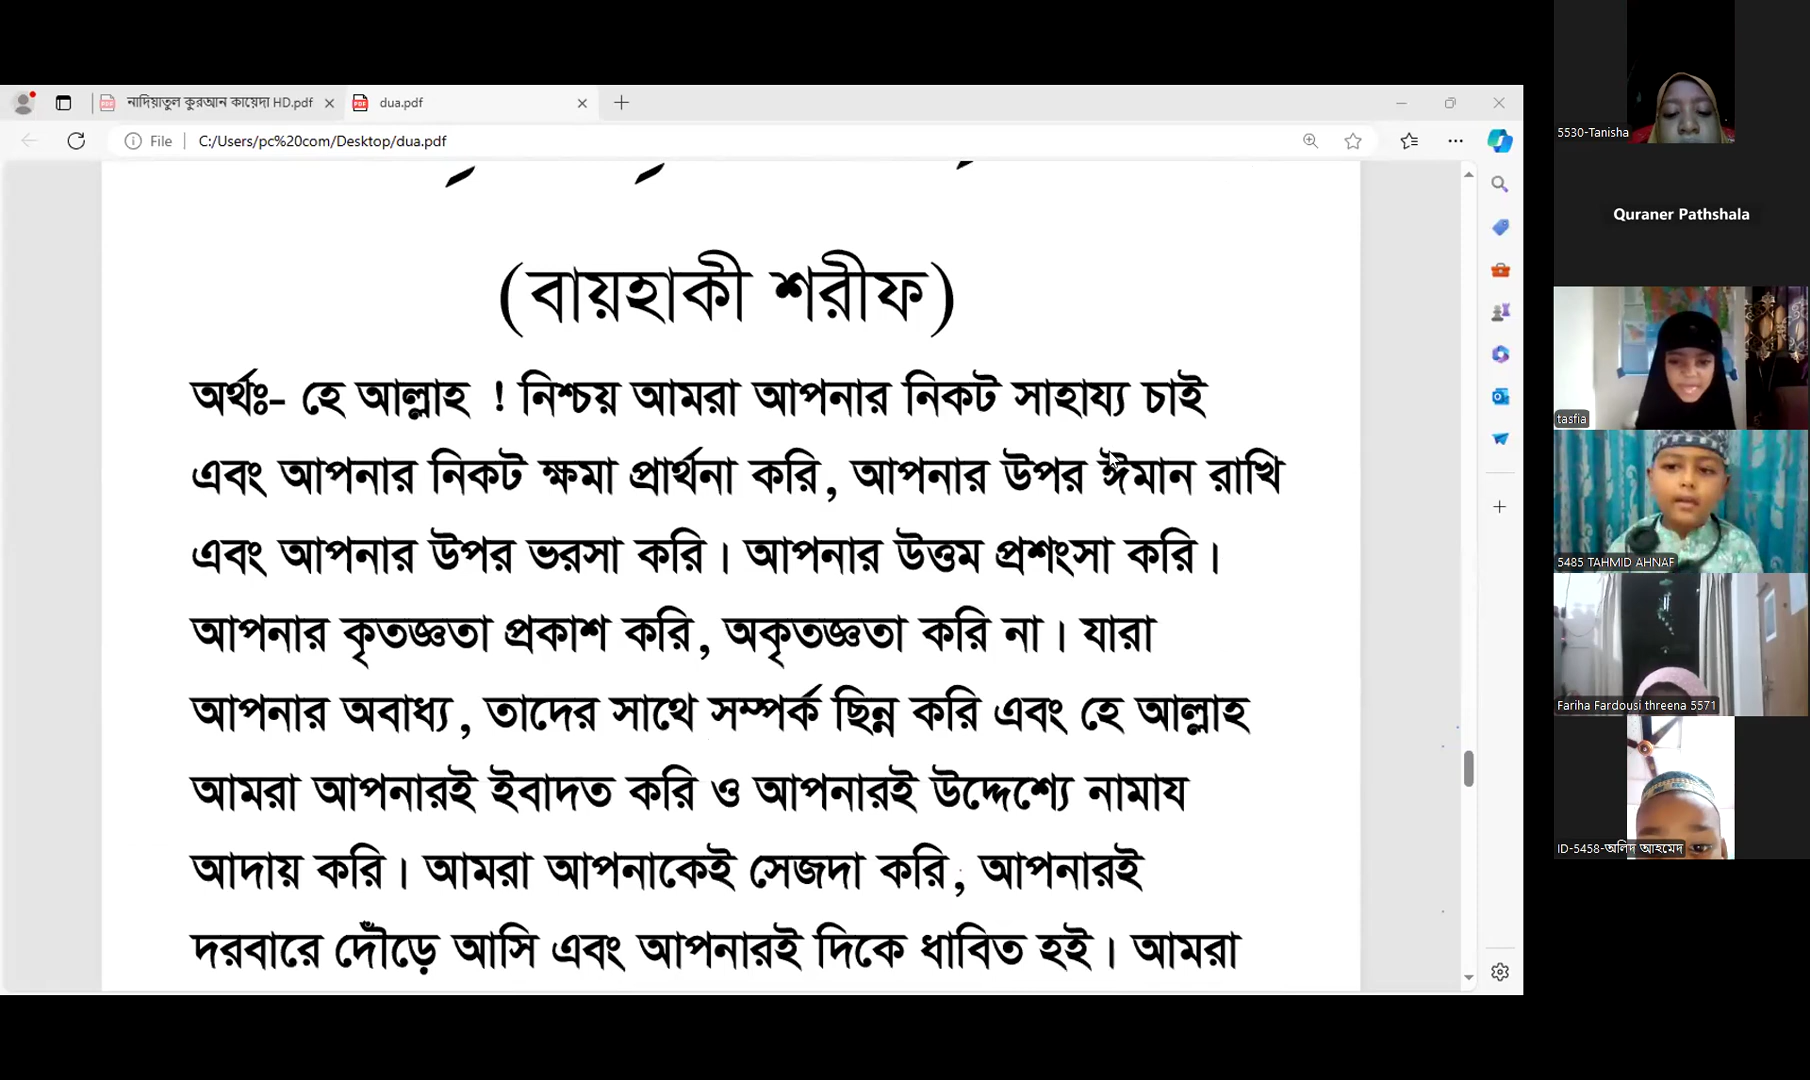 নাদিয়াতুল কুরআন কায়েদা HD.pdf
dua.pdf
File
C:/Users/pc%20com/Desktop/dua.pdf
(বায়হাকী শরীফ)
অর্থঃ- হে আল্লাহ ! নিশ্চয় আমরা আপনার নিকট সাহায্য চাই
এবং আপনার নিকট ক্ষমা প্রার্থনা করি, আপনার উপর ঈমান রাখি
এবং আপনার উপর ভরসা করি। আপনার উত্তম প্রশংসা করি।
আপনার কৃতজ্ঞতা প্রকাশ করি, অকৃতজ্ঞতা করি না। যারা
আপনার অবাধ্য, তাদের সাথে সম্পর্ক ছিন্ন করি এবং হে আল্লাহ
আমরা আপনারই ইবাদত করি ও আপনারই উদ্দেশ্যে নামায
আদায় করি। আমরা আপনাকেই সেজদা করি, আপনারই
দরবারে দৌঁড়ে আসি এবং আপনারই দিকে ধাবিত হই। আমরা
5530-Tanisha
Quraner Pathshala
tasfia
5485 TAHMID AHNAF
Fariha Fardousi threena 5571
ID-5458-অলিদ আহমেদ